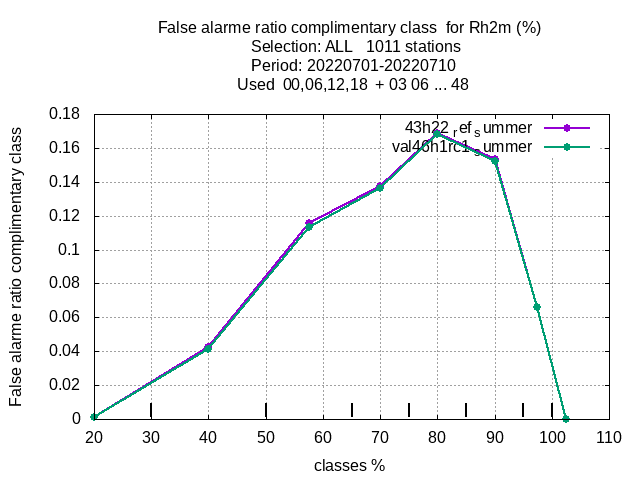 False alarme ratio complimentary class for Rh2m (%)
Selection: ALL 1011 stations
Period: 20220701-20220710
Used 00,06,12,18 + 03 06 ... 48
False alarme ratio complimentary class
0.18
0.16
0.14
0.12
0.1
0.08
0.06
0.04
0.02
0
43h22_ref_summer
val46h1rc1_summer
20 30 40 50 60 70 80 90 100 110
classes %